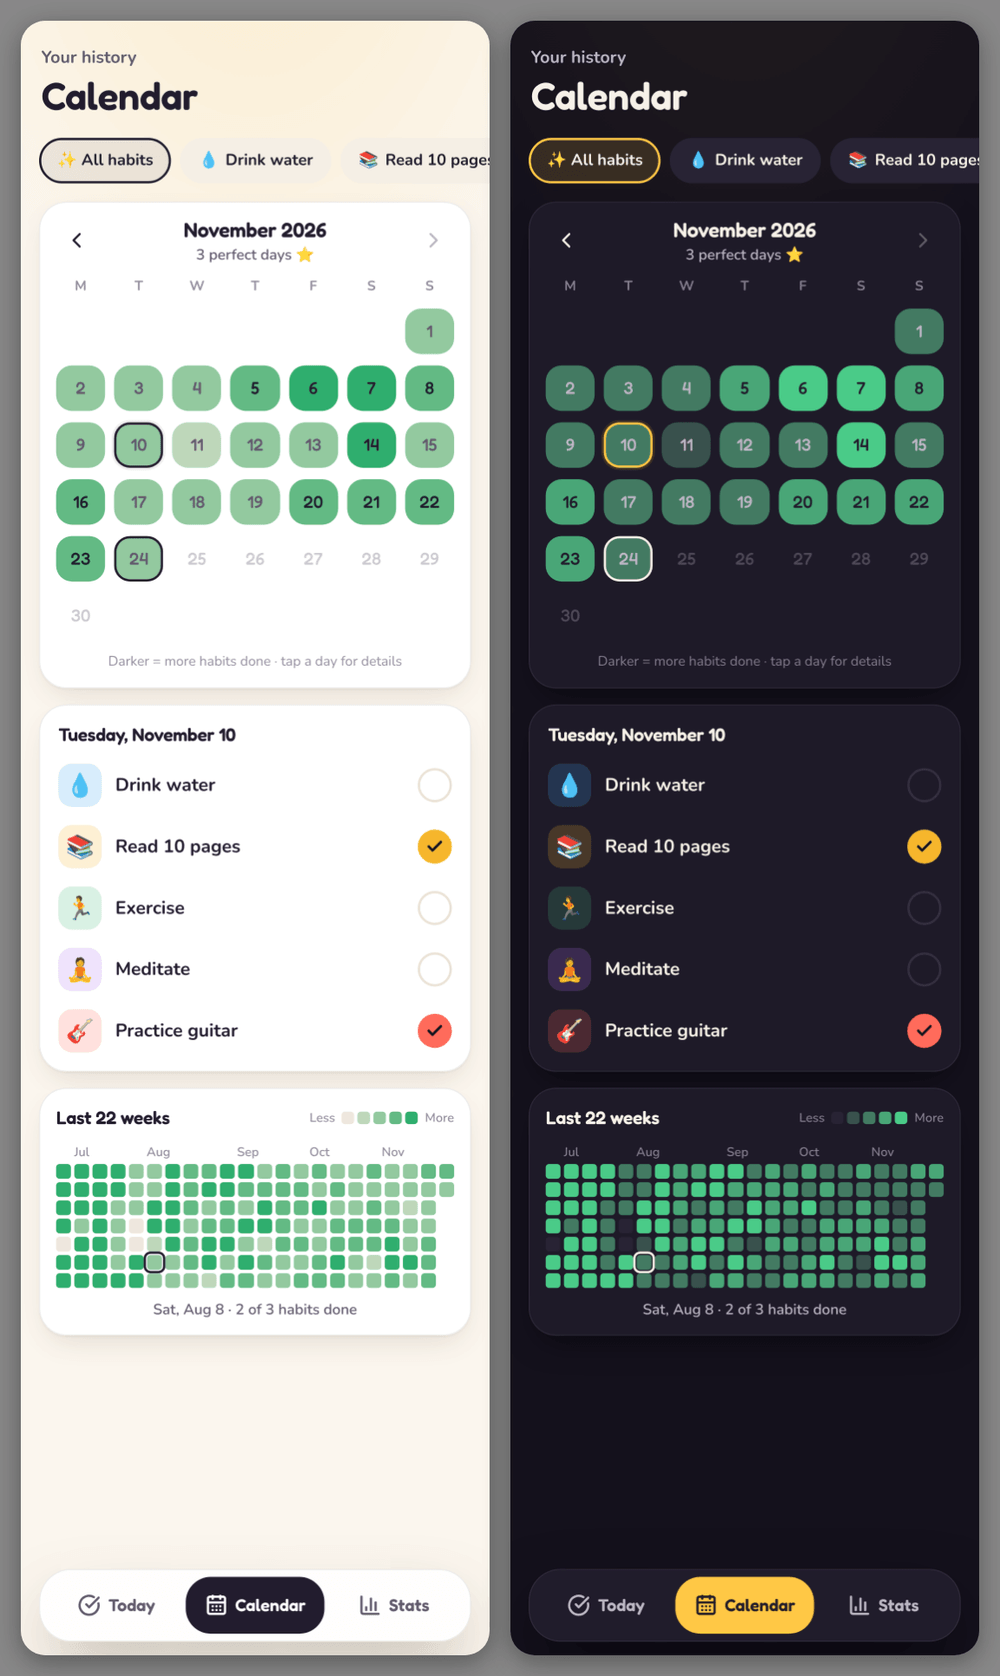 Your history
Calendar
✨ All habits 💧 Drink water 📚 Read 10 pages
November 2026
3 perfect days ⭐
M T W T F S S
1
2 3 4 5 6 7 8
9 10 11 12 13 14 15
16 17 18 19 20 21 22
23 24 25 26 27 28 29
30
Darker = more habits done · tap a day for details
Tuesday, November 10
Drink water
Read 10 pages
Exercise
Meditate
Practice guitar
Last 22 weeks Less More
Jul Aug Sep Oct Nov
Sat, Aug 8 · 2 of 3 habits done
Today Calendar Stats
Your history
Calendar
✨ All habits 💧 Drink water 📚 Read 10 pages
November 2026
3 perfect days ⭐
M T W T F S S
1
2 3 4 5 6 7 8
9 10 11 12 13 14 15
16 17 18 19 20 21 22
23 24 25 26 27 28 29
30
Darker = more habits done · tap a day for details
Tuesday, November 10
Drink water
Read 10 pages
Exercise
Meditate
Practice guitar
Last 22 weeks Less More
Jul Aug Sep Oct Nov
Sat, Aug 8 · 2 of 3 habits done
Today Calendar Stats